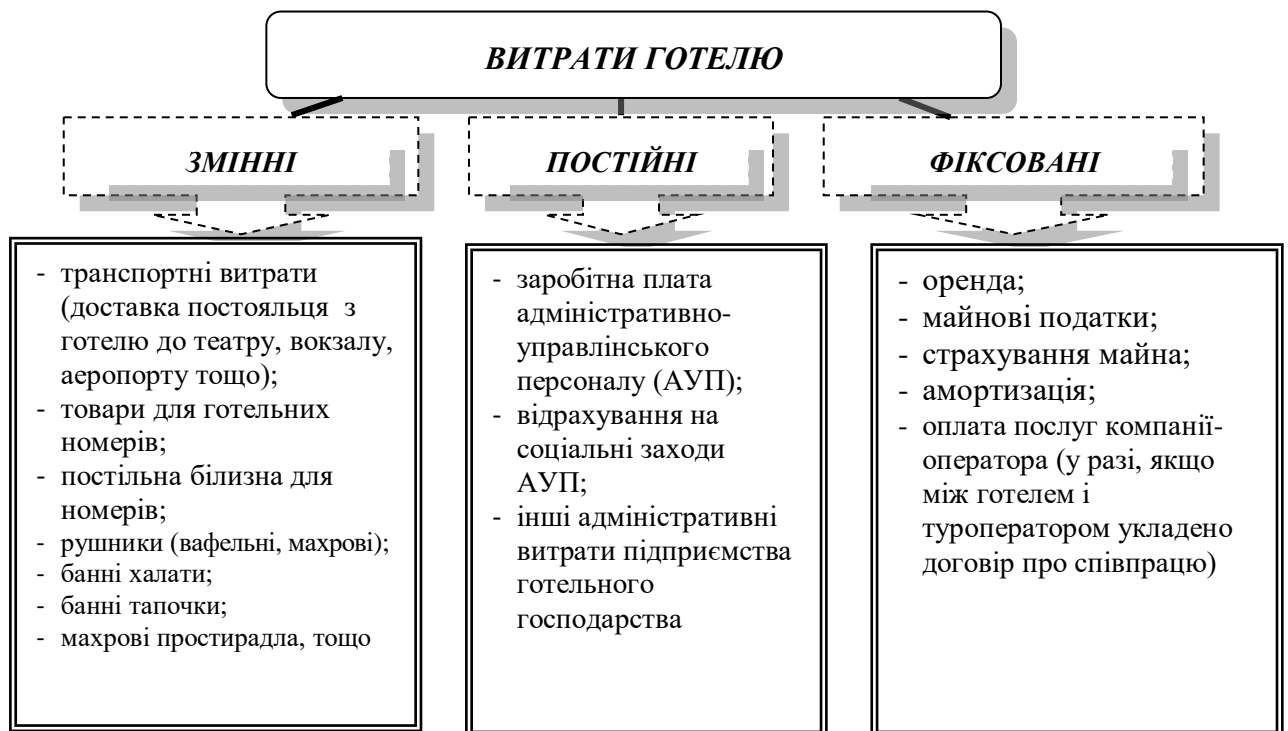 ВИТРАТИ ГОТЕЛЮ
ЗМІННІ
ПОСТІЙНІ
ФІКСОВАНІ
- транспортні витрати
(доставка постояльця з
готелю до театру, вокзалу,
аеропорту тощо);
- товари для готельних
номерів;
- постільна білизна для
номерів;
- рушники (вафельні, махрові);
- банні халати;
- банні тапочки;
- махрові простирадла, тощо
- заробітна плата
адміністративно-
управлінського
персоналу (АУП);
- відрахування на
соціальні заходи
АУП;
- інші адміністративні
витрати підприємства
готельного
господарства
- оренда;
- майнові податки;
- страхування майна;
- амортизація;
- оплата послуг компанії-
оператора (у разі, якщо
між готелем і
туроператором укладено
договір про співпрацю)